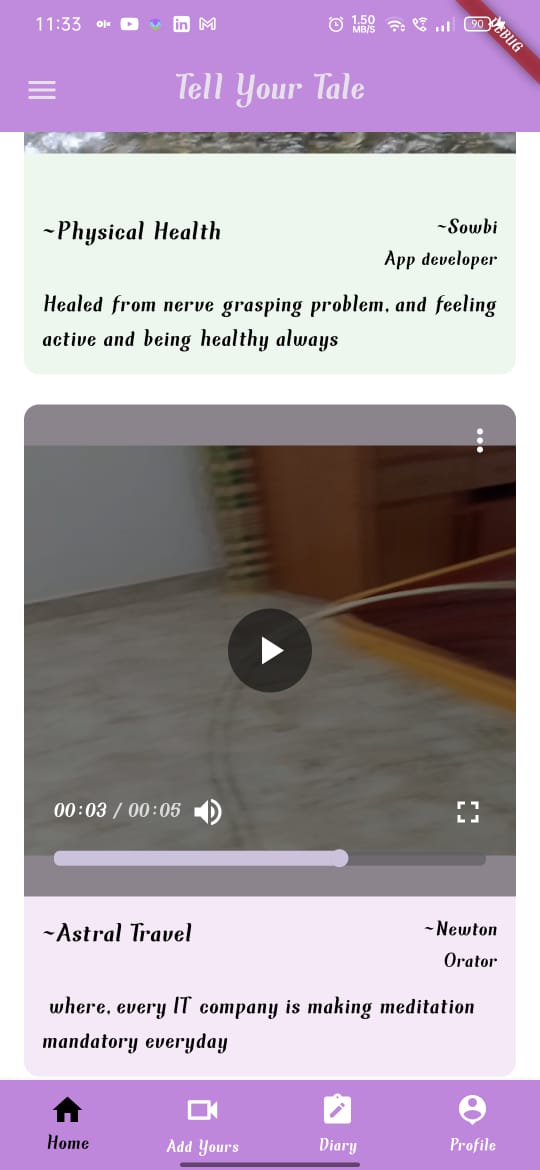 11:33
1.50
MB/S
90
DEBUG
Tell Your Tale
~Physical Health
~Sowbi
App developer
Healed from nerve grasping problem, and feeling
active and being healthy always
00:03 / 00:05
~Astral Travel
~Newton
Orator
where, every IT company is making meditation
mandatory everyday
Home
Add Yours
Diary
Profile